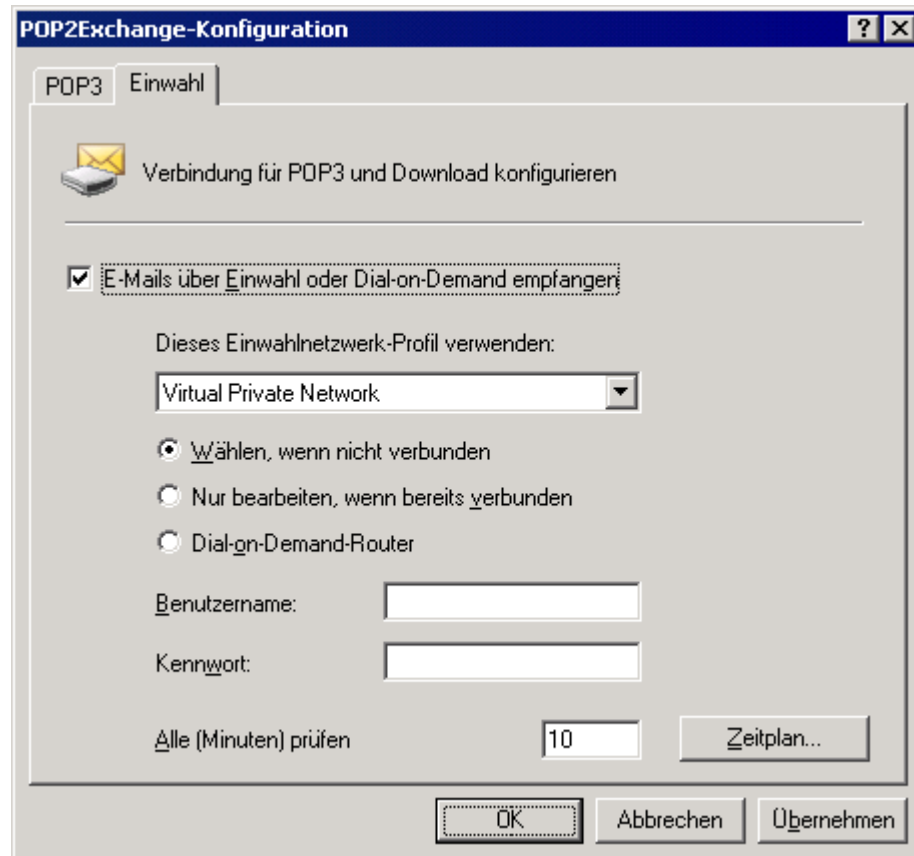 POP2Exchange-Konfiguration
POP3 Einwahl
Verbindung für POP3 und Download konfigurieren
E-Mails über Einwahl oder Dial-on-Demand empfangen
Dieses Einwahlnetzwerk-Profil verwenden:
Virtual Private Network
Wählen, wenn nicht verbunden
Nur bearbeiten, wenn bereits verbunden
Dial-on-Demand-Router
Benutzername:
Kennwort:
Alle (Minuten) prüfen 10 Zeitplan...
OK Abbrechen Übernehmen